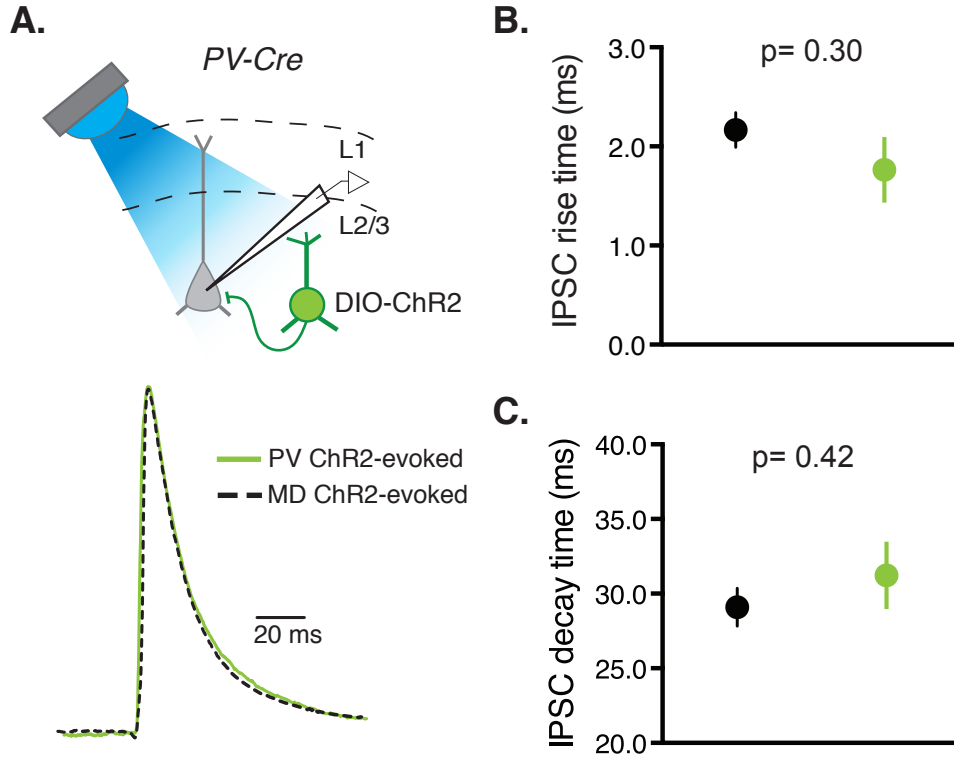 A.
PV-Cre
L1
L2/3
DIO-ChR2
PV ChR2-evoked
MD ChR2-evoked
20 ms
B.
p= 0.30
IPSC rise time (ms)
3.0
2.0
1.0
0.0
C.
p= 0.42
IPSC decay time (ms)
40.0
35.0
30.0
25.0
20.0